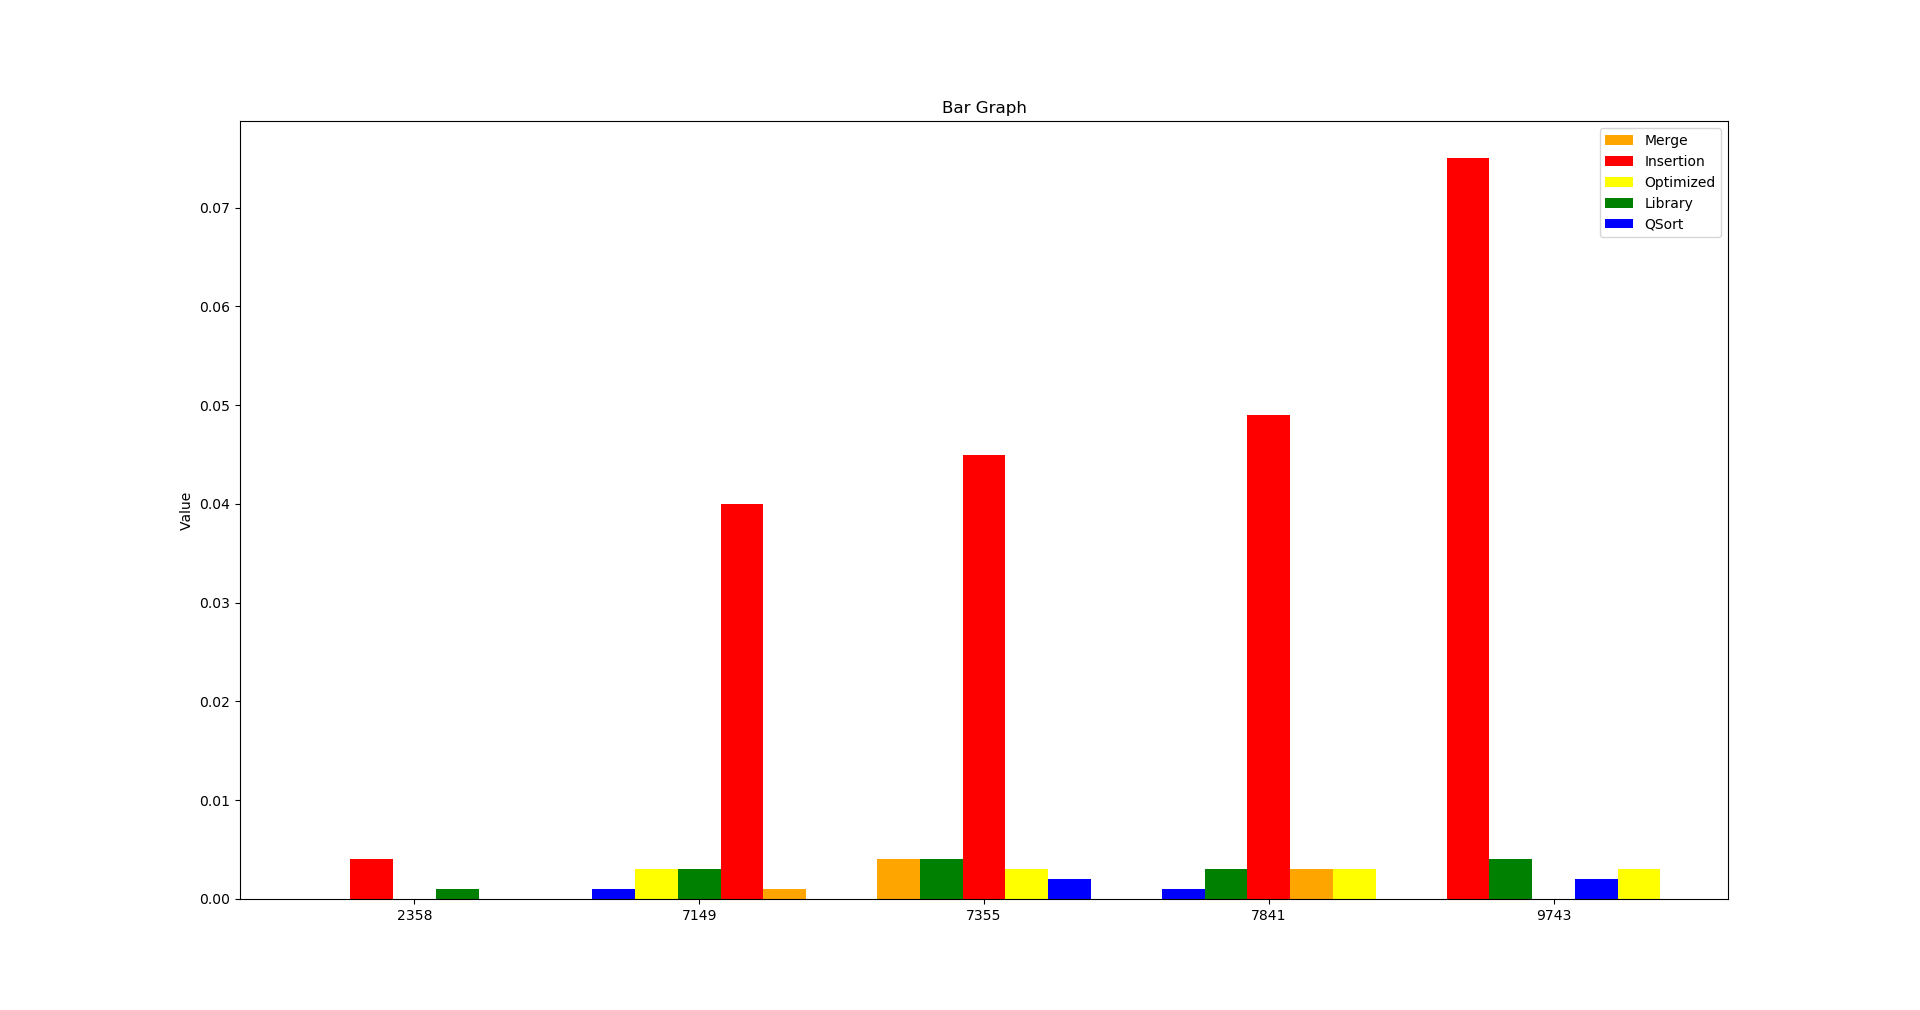 Bar Graph
Merge
Insertion
Optimized
Library
QSort
0.07
0.06
0.05
0.04
0.03
0.02
0.01
0.00
Value
2358 7149 7355 7841 9743